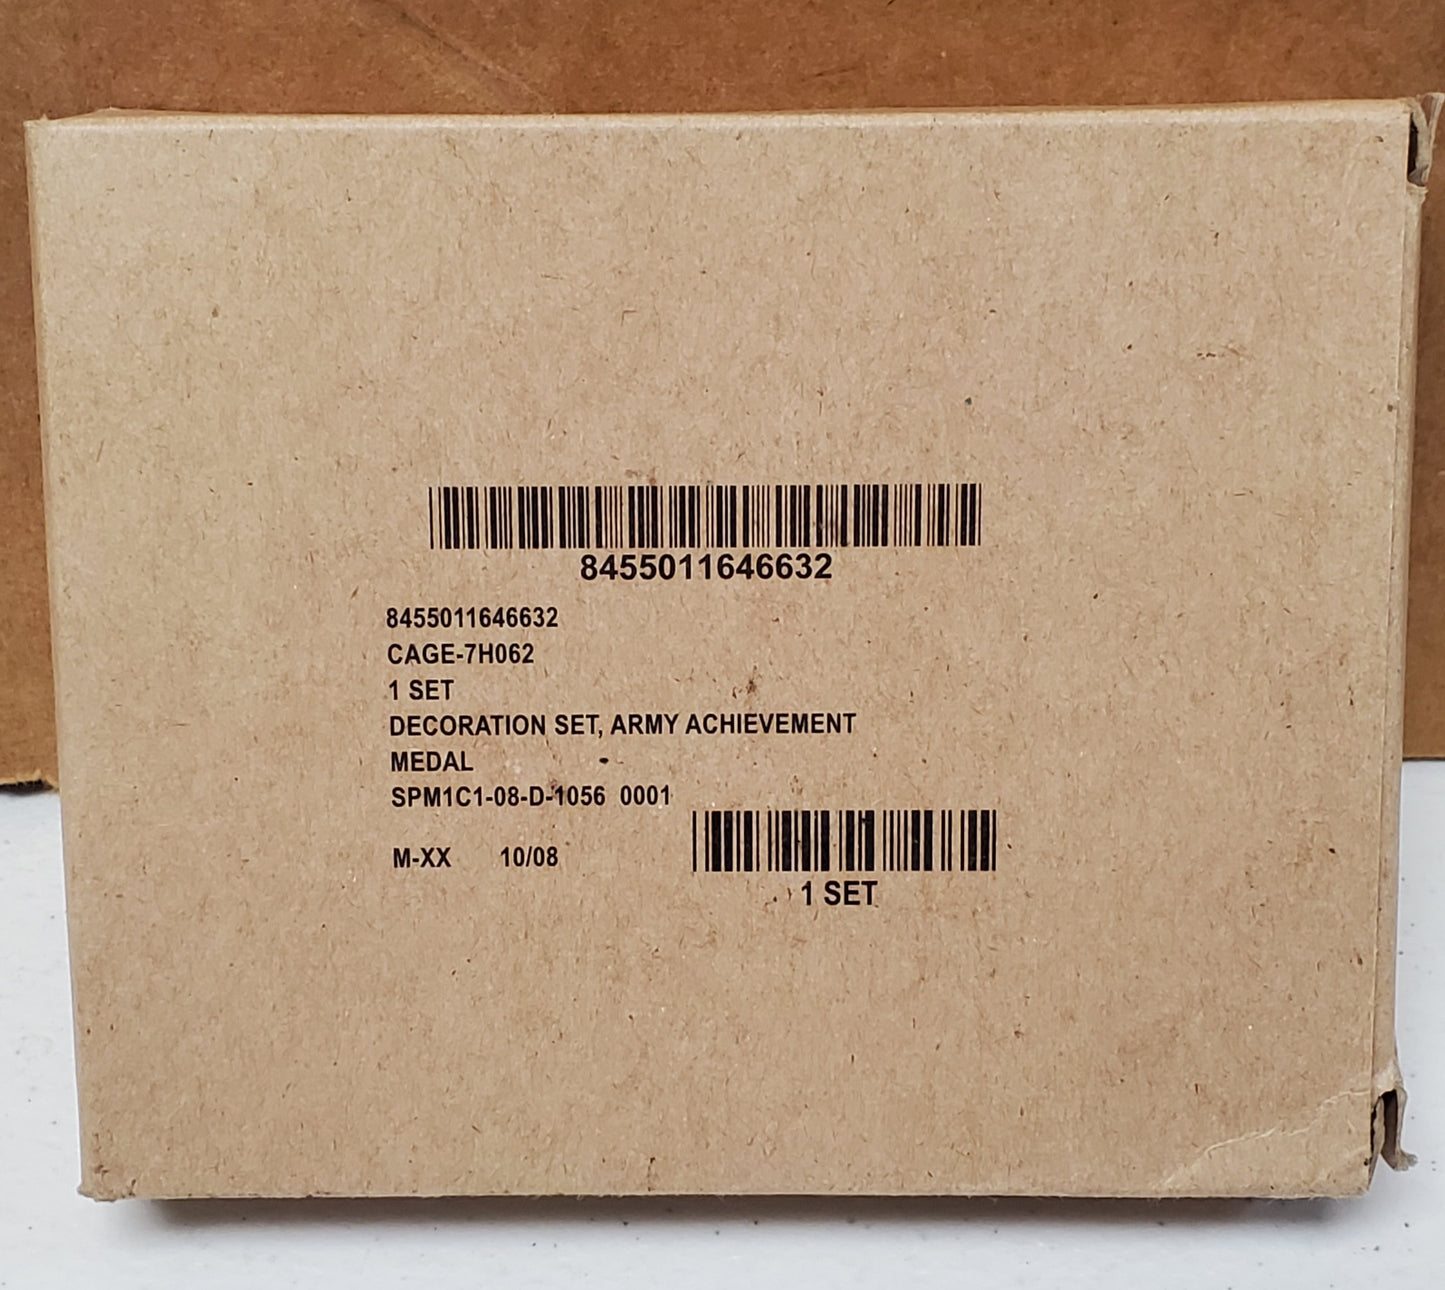 8455011646632
8455011646632
CAGE-7H062
1 SET
DECORATION SET, ARMY ACHIEVEMENT
MEDAL
SPM1C1-08-D-1056 0001
M-XX 10/08
1 SET